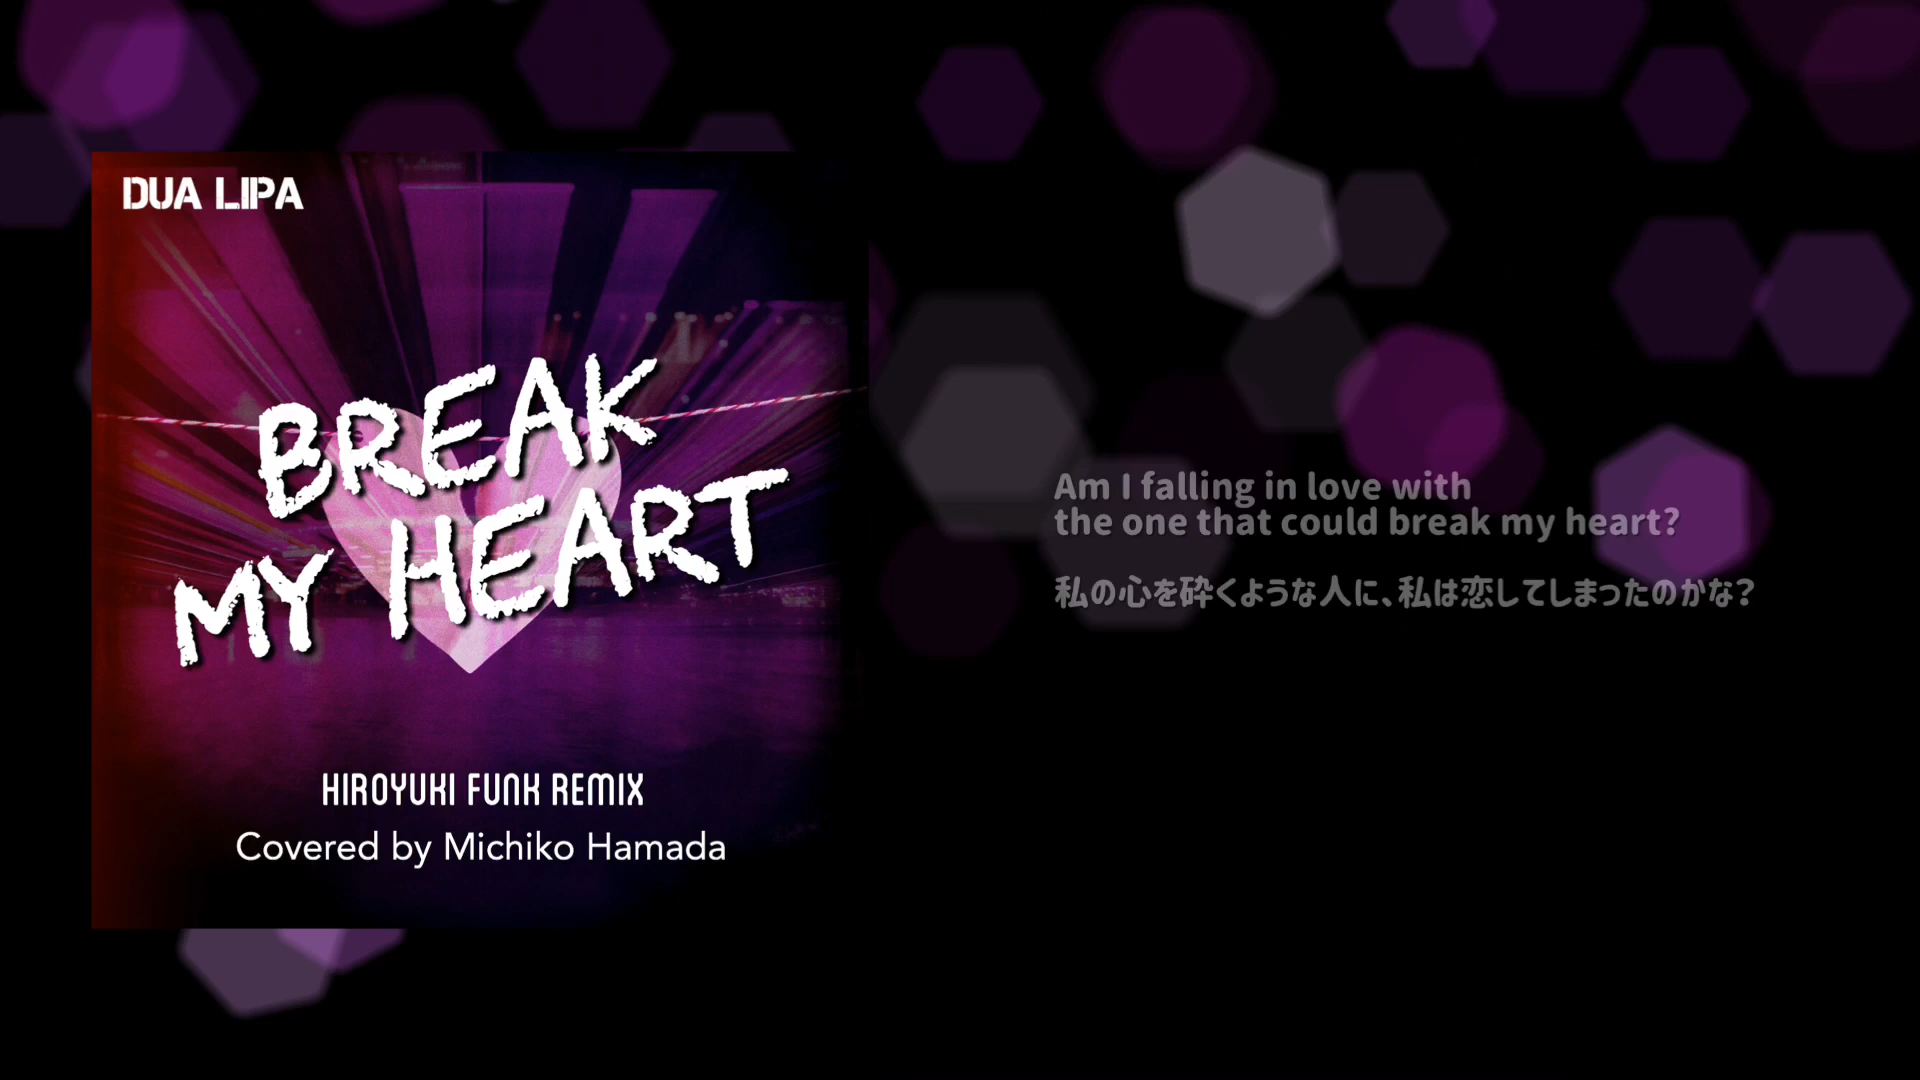 DUA LIPA
BREAK
MY HEART
HIROYUKI FUNK REMIX
Covered by Michiko Hamada
Am I falling in love with
the one that could break my heart?
私の心を砕くような人に、私は恋してしまったのかな?